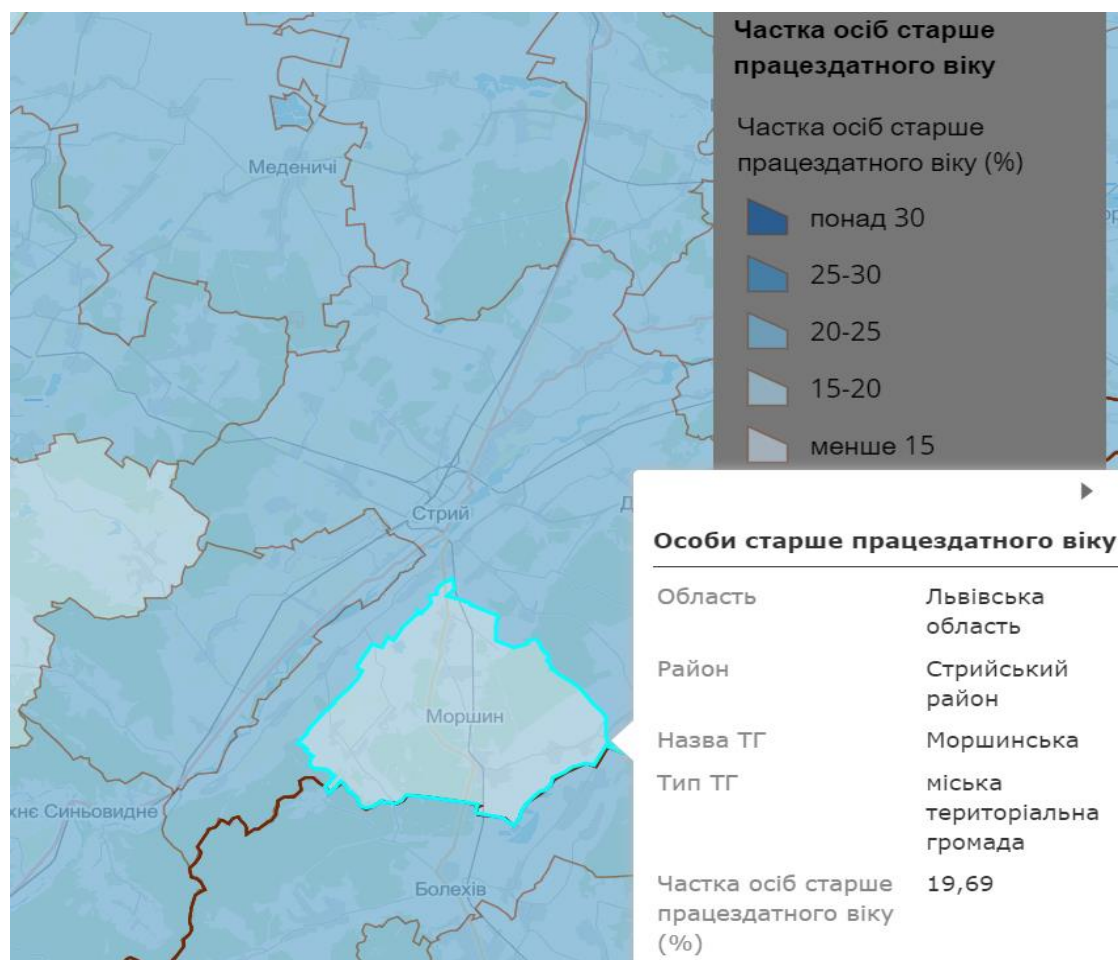 Частка осіб старше
працездатного віку
Частка осіб старше
працездатного віку (%)
понад 30
25-30
20-25
15-20
менше 15
Меденичі
Стрий
Моршин
хнє Синьовидне
Болехів
Особи старше працездатного віку
Область
Львівська
область
Район
Стрийський
район
Назва ТГ
Моршинська
Тип ТГ
міська
територіальна
громада
Частка осіб старше
працездатного віку
(%)
19,69